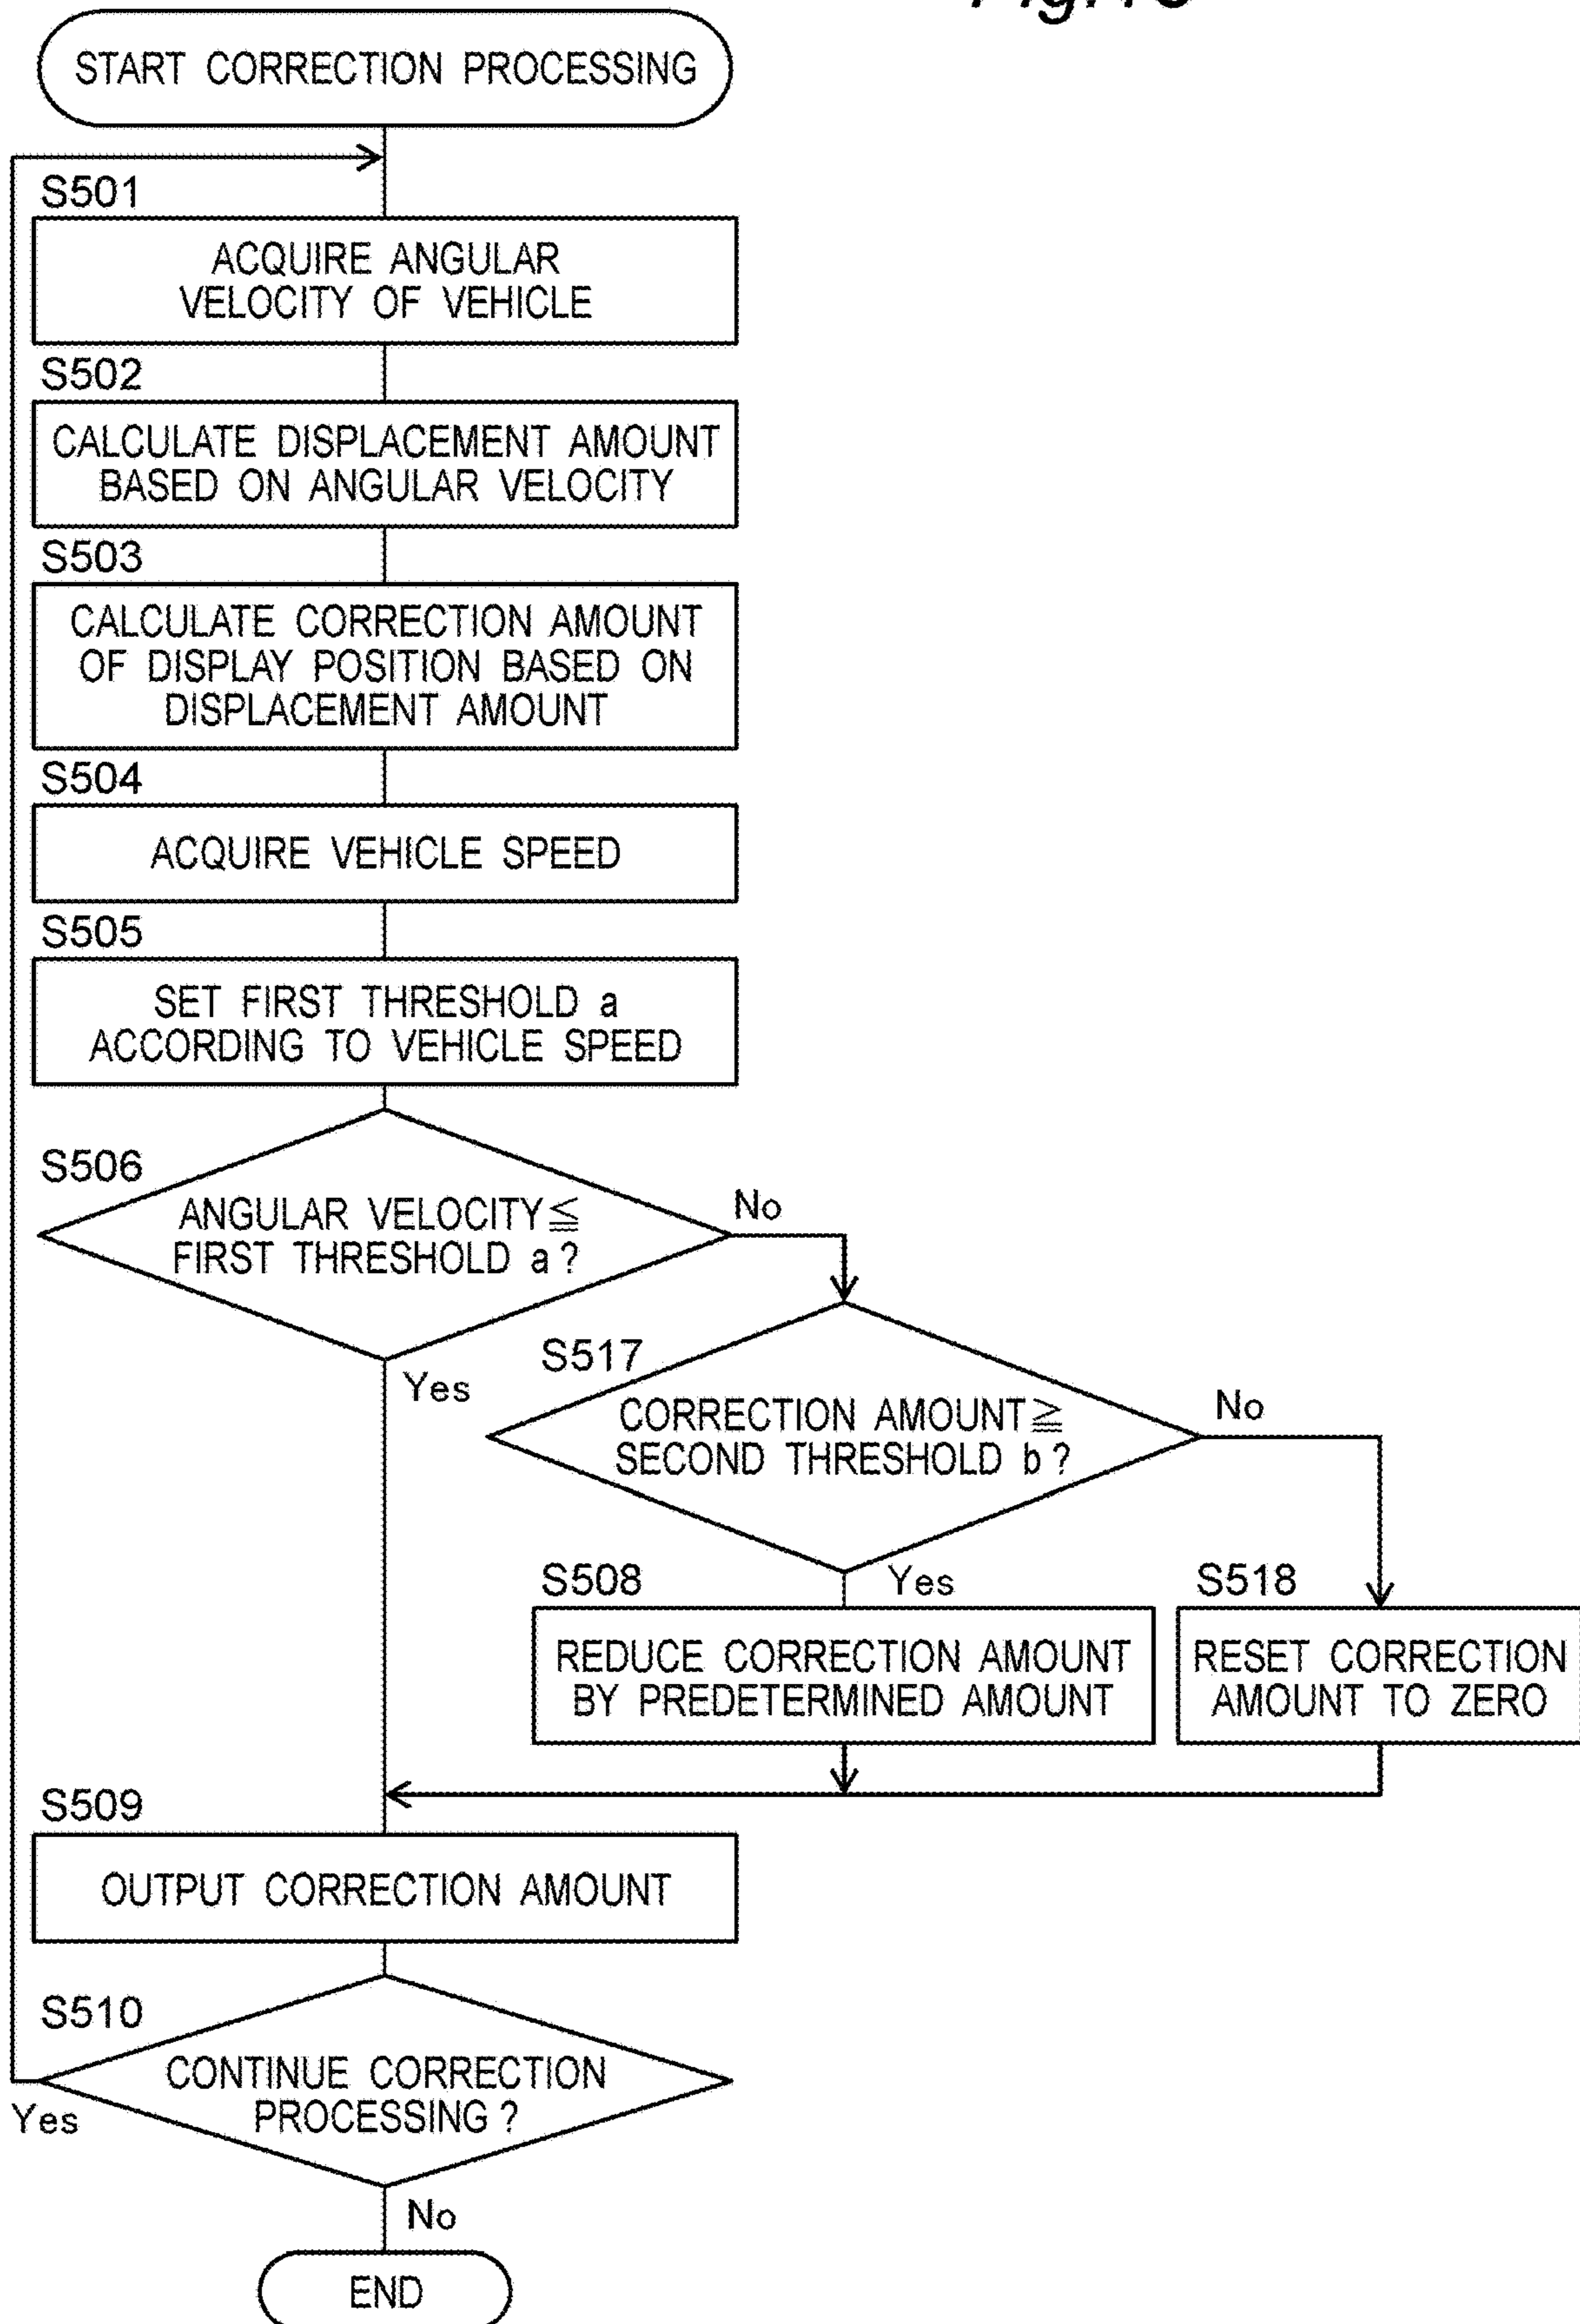 START CORRECTION PROCESSING
S501
ACQUIRE ANGULAR
VELOCITY OF VEHICLE
S502
CALCULATE DISPLACEMENT AMOUNT
BASED ON ANGULAR VELOCITY
S503
CALCULATE CORRECTION AMOUNT
OF DISPLAY POSITION BASED ON
DISPLACEMENT AMOUNT
S504
ACQUIRE VEHICLE SPEED
S505
SET FIRST THRESHOLD a
ACCORDING TO VEHICLE SPEED
S506
ANGULAR VELOCITY≦
FIRST THRESHOLD a?
No
Yes
S517
CORRECTION AMOUNT≧
SECOND THRESHOLD b?
No
Yes
S508
REDUCE CORRECTION AMOUNT
BY PREDETERMINED AMOUNT
S518
RESET CORRECTION
AMOUNT TO ZERO
S509
OUTPUT CORRECTION AMOUNT
S510
CONTINUE CORRECTION
PROCESSING?
Yes
No
END